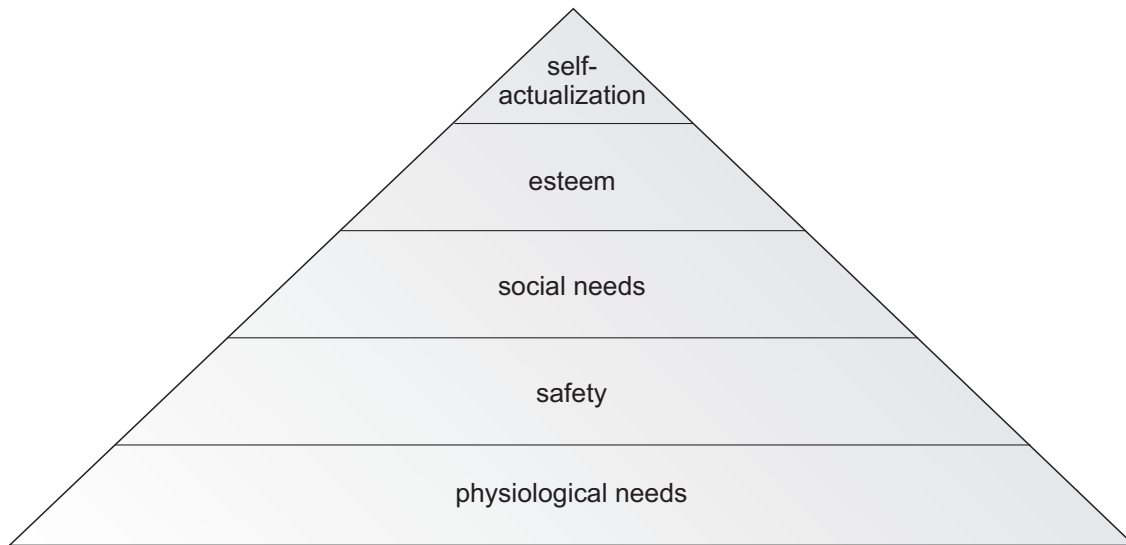 self-
actualization
esteem
social needs
safety
physiological needs